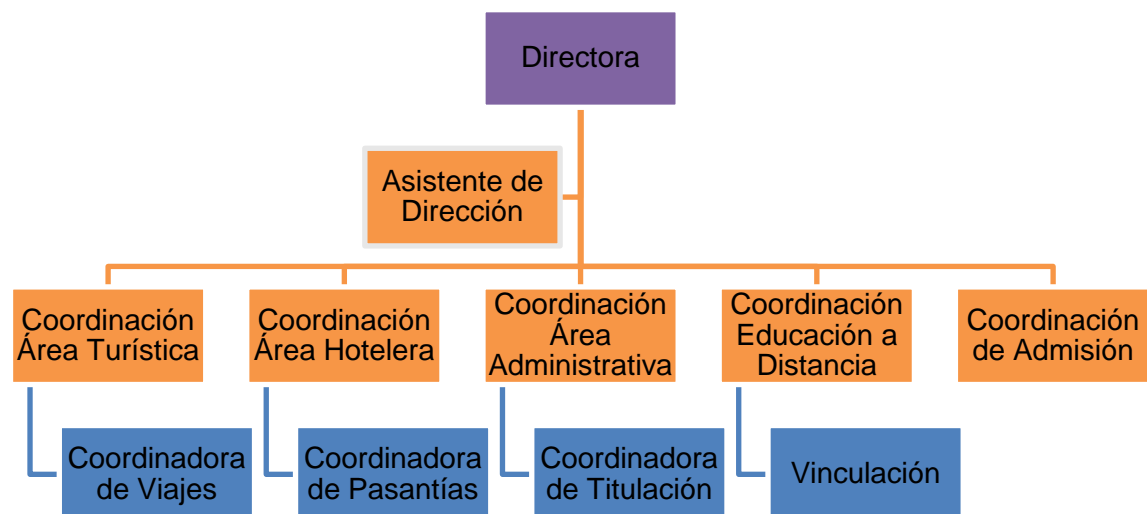 Directora
Asistente de
Dirección
Coordinación
Área Turística
Coordinación
Área Hotelera
Coordinación
Área
Administrativa
Coordinación
Educación a
Distancia
Coordinación
de Admisión
Coordinadora
de Viajes
Coordinadora
de Pasantías
Coordinadora
de Titulación
Vinculación